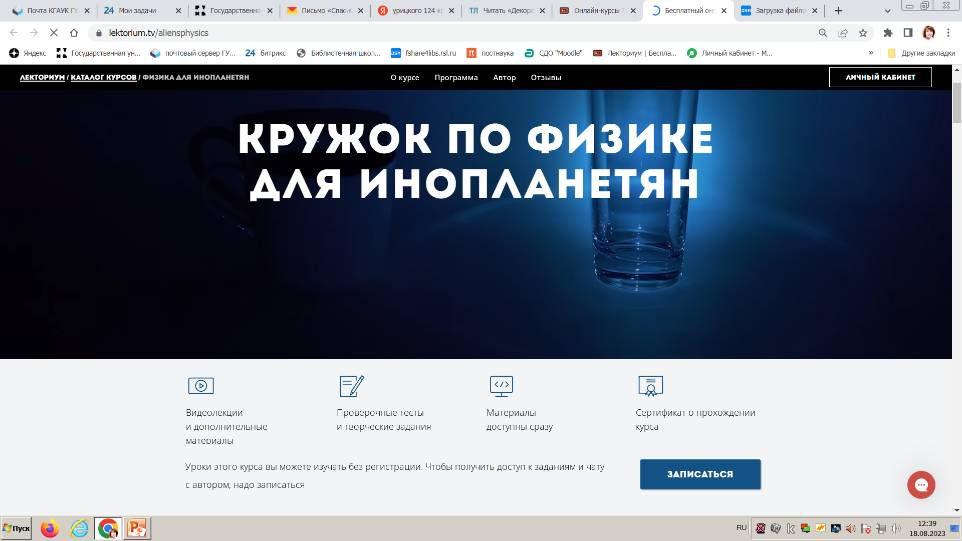 Почта КГАУК Г
Мои задачи
Государственна
Письмо «Спаси
урицкого 124 к
Читать «Декор
Онлайн-курсы
Бесплатный он
Загрузка файло
lektorium.tv/aliensphysics
Яндекс
Государственная ун...
почтовый сервер ГУ...
битрикс
Библиотечная школ...
fshare4libs.rsl.ru
постнаука
СДО "Moodle"
Лекториум | Беспла...
Личный кабинет - М...
»
Другие закладки
ЛЕКТОРИУМ / КАТАЛОГ КУРСОВ / ФИЗИКА ДЛЯ ИНОПЛАНЕТЯН
О курсе
Программа
Автор
Отзывы
ЛИЧНЫЙ КАБИНЕТ
КРУЖОК ПО ФИЗИКЕ
ДЛЯ ИНОПЛАНЕТЯН
Видеолекции
и дополнительные
материалы
Проверочные тесты
и творческие задания
Материалы
доступны сразу
Сертификат о прохождении
курса
Уроки этого курса вы можете изучать без регистрации. Чтобы получить доступ к заданиям и чату
с автором, надо записаться
ЗАПИСАТЬСЯ
Пуск
RU
12:39
18.08.2023